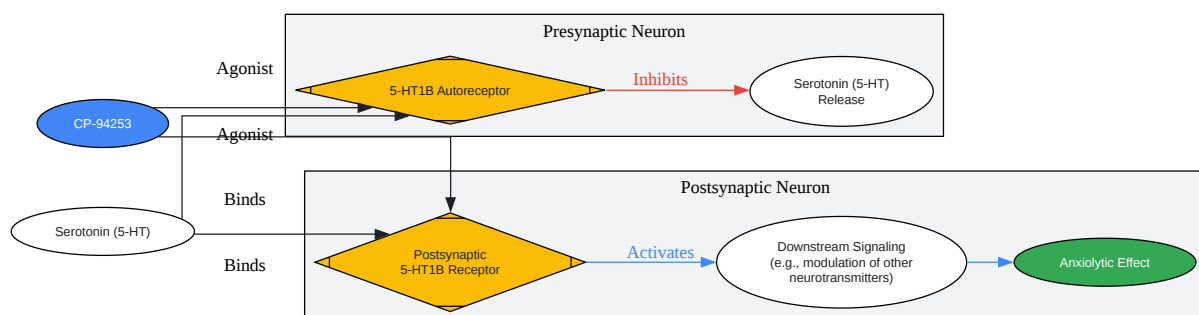 Presynaptic Neuron
Agonist
5-HT1B Autoreceptor
Inhibits
Serotonin (5-HT)
Release
CP-94253
Agonist
Postsynaptic Neuron
Binds
Serotonin (5-HT)
Binds
Postsynaptic
5-HT1B Receptor
Activates
Downstream Signaling
(e.g., modulation of other
neurotransmitters)
Anxiolytic Effect